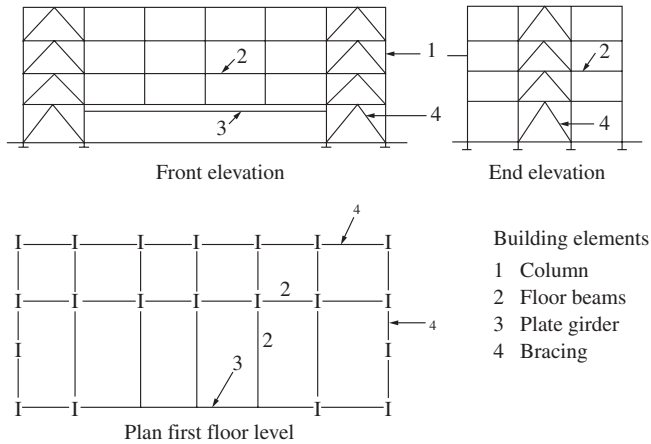 2
1
2
3
4
4
Front elevation
End elevation
4
2
4
2
3
Plan first floor level
Building elements
1 Column
2 Floor beams
3 Plate girder
4 Bracing